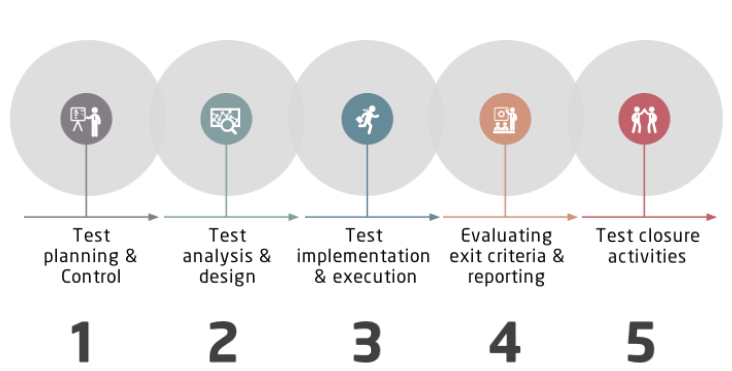 Test
planning &
Control
Test
analysis &
design
Test
implementation
& execution
Evaluating
exit criteria &
reporting
Test closure
activities
1
2
3
4
5